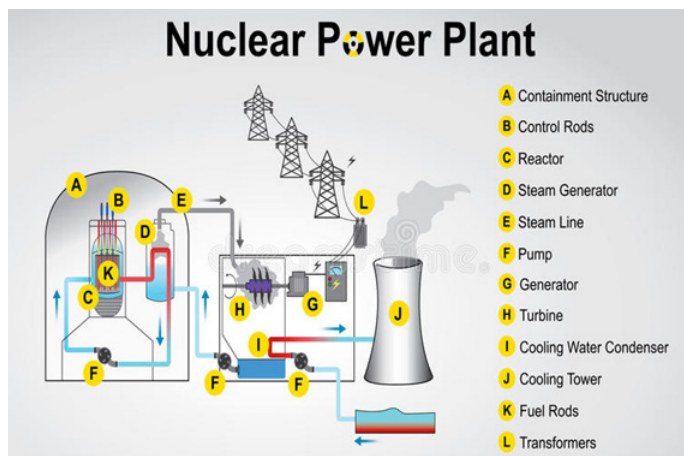 Nuclear Power Plant
A Containment Structure
B Control Rods
C Reactor
D Steam Generator
E Steam Line
F Pump
G Generator
H Turbine
I Cooling Water Condenser
J Cooling Tower
K Fuel Rods
L Transformers
A
B
E
D
K
C
F
L
H
G
I
J
F
F